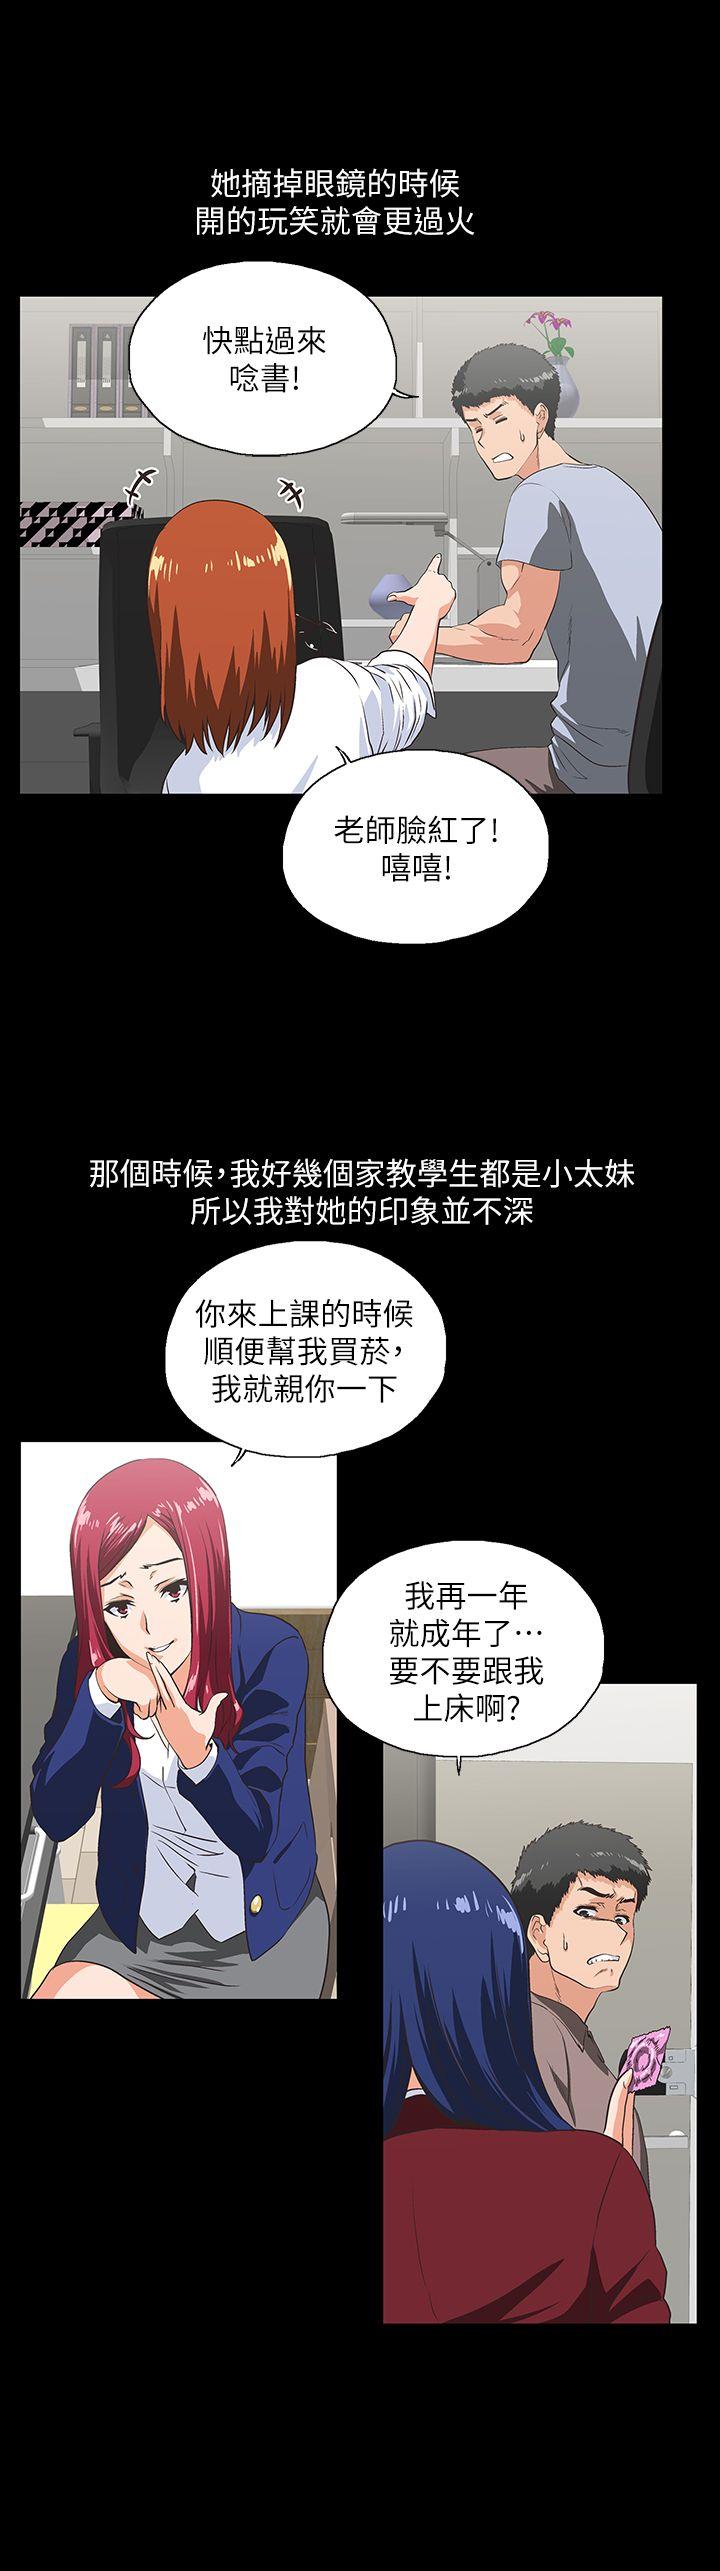 她摘掉眼鏡的時候
開的玩笑就會更過火
快點過來
唸書!
老師臉紅了!
嘻嘻!
那個時候,我好幾個家教學生都是小太妹
所以我對她的印象並不深
你來上課的時候
順便幫我買菸,
我就親你一下
我再一年
就成年了…
要不要跟我
上床啊?